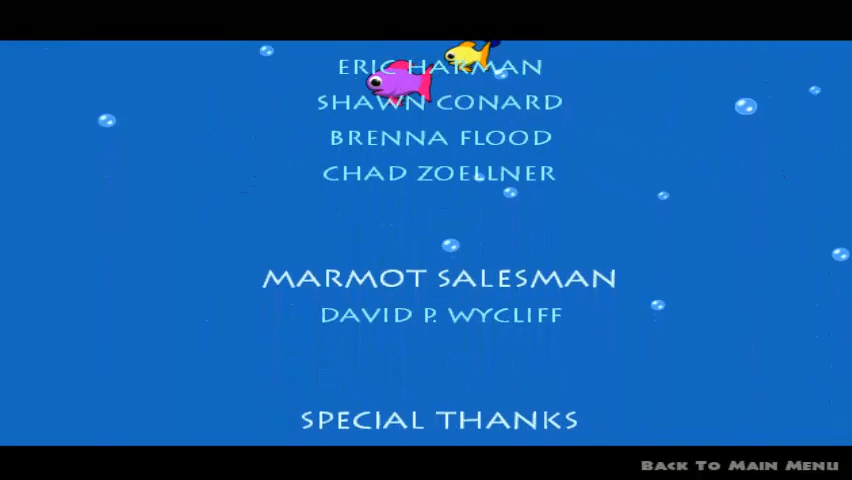 ERIC HARMAN
SHAWN CONARD
BRENNA FLOOD
CHAD ZOELLNER
MARMOT SALESMAN
DAVID P. WYCLIFF
SPECIAL THANKS
BACK TO MAIN MENU